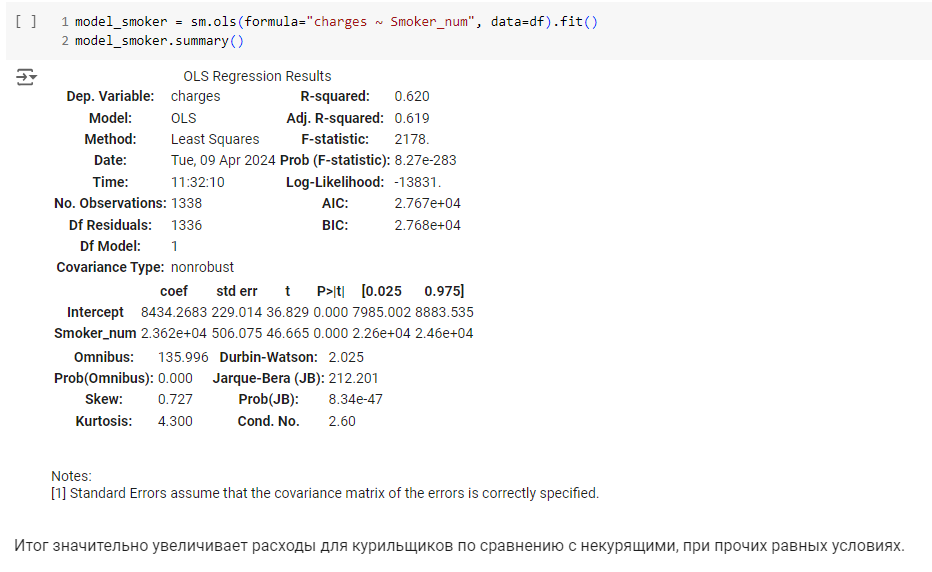 [ ] 1 model_smoker = sm.ols(formula="charges ~ Smoker_num", data=df).fit()
2 model_smoker.summary()
OLS Regression Results
Dep. Variable: charges R-squared: 0.620
Model: OLS Adj. R-squared: 0.619
Method: Least Squares F-statistic: 2178.
Date: Tue, 09 Apr 2024 Prob (F-statistic): 8.27e-283
Time: 11:32:10 Log-Likelihood: -13831.
No. Observations: 1338 AIC: 2.767e+04
Df Residuals: 1336 BIC: 2.768e+04
Df Model: 1
Covariance Type: nonrobust
coef std err t P>|t| [0.025 0.975]
Intercept 8434.2683 229.014 36.829 0.000 7985.002 8883.535
Smoker_num 2.362e+04 506.075 46.665 0.000 2.26e+04 2.46e+04
Omnibus: 135.996 Durbin-Watson: 2.025
Prob(Omnibus): 0.000 Jarque-Bera (JB): 212.201
Skew: 0.727 Prob(JB): 8.34e-47
Kurtosis: 4.300 Cond. No. 2.60
Notes:
[1] Standard Errors assume that the covariance matrix of the errors is correctly specified.
Итог значительно увеличивает расходы для курильщиков по сравнению с некурящими, при прочих равных условиях.